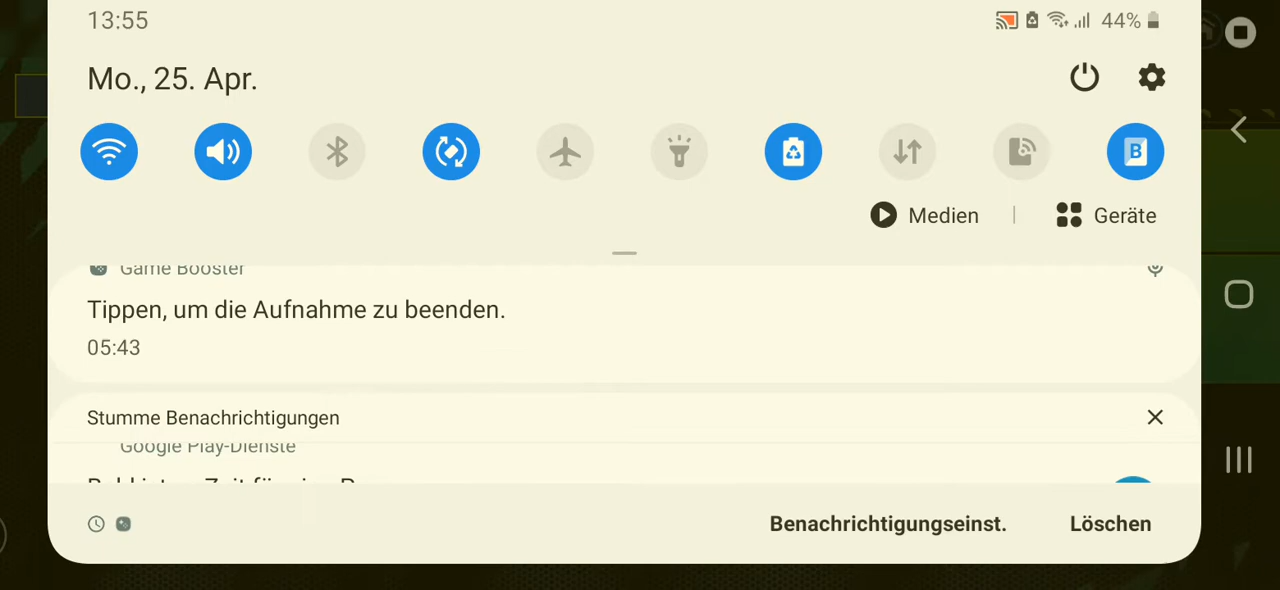 13:55
44%
Mo., 25. Apr.
B
Medien
Geräte
Game Booster
Tippen, um die Aufnahme zu beenden.
05:43
Stumme Benachrichtigungen
Google Play-Dienste
Benachrichtigungseinst.
Löschen